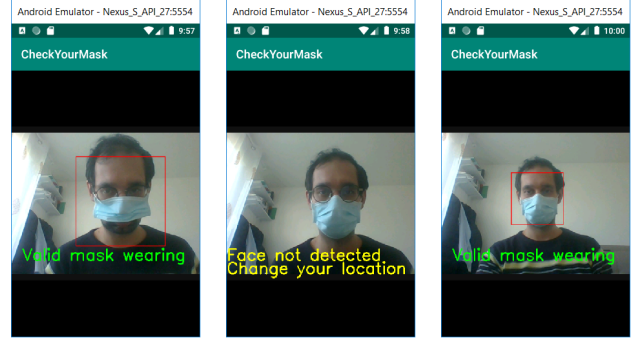 Android Emulator - Nexus_S_API_27:5554
9:57
CheckYourMask
Valid mask wearing
Android Emulator - Nexus_S_API_27:5554
9:58
CheckYourMask
Face not detected
Change your location
Android Emulator - Nexus_S_API_27:5554
10:00
CheckYourMask
Valid mask wearing